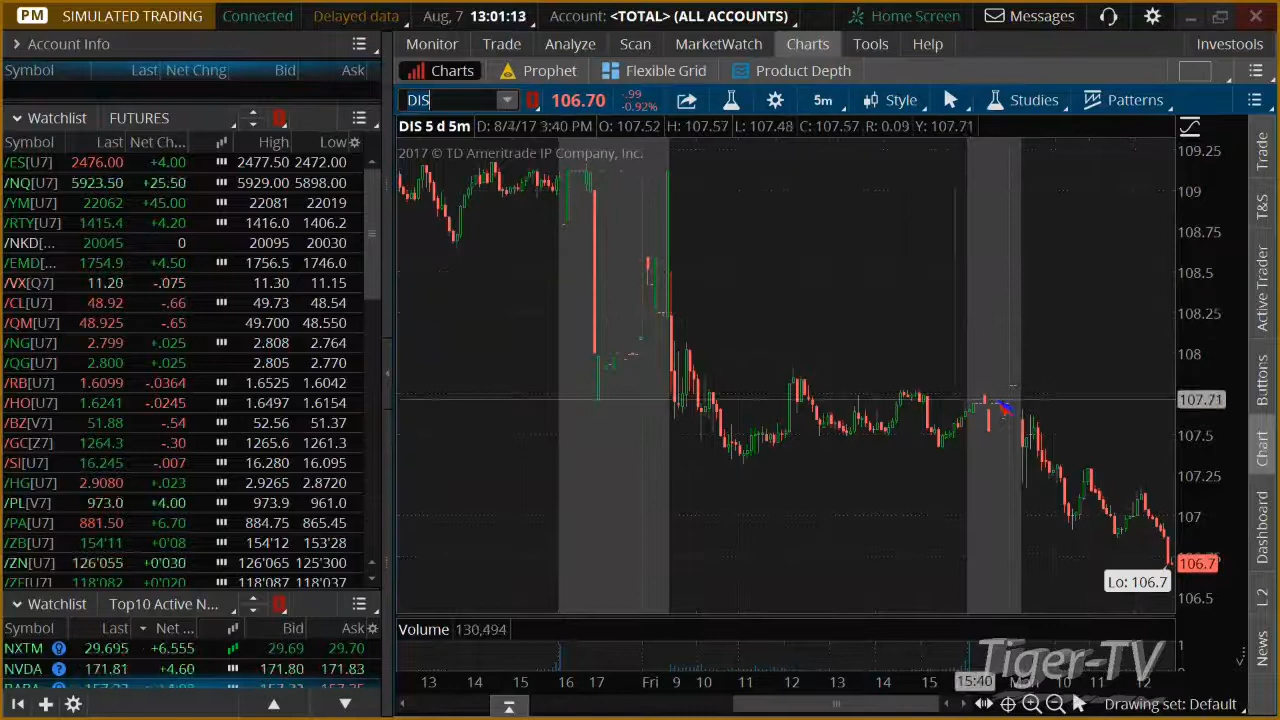 PM SIMULATED TRADING Connected Delayed data Aug. 7 13:01:13 Account: <TOTAL> (ALL ACCOUNTS) Home Screen Messages
Account Info
Symbol Last Net Chng Bid Ask
Watchlist FUTURES
Symbol Last Net Ch... High Low
/ES[U7] 2476.00 +4.00 2477.50 2472.00
/NQ[U7] 5923.50 +25.50 5929.00 5898.00
/YM[U7] 22062 +45.00 22081 22019
/RTY[U7] 1415.4 +4.20 1416.0 1406.2
/NKD[... 20045 0 20095 20030
/EMD[... 1754.9 +4.50 1756.5 1746.0
/VX[Q7] 11.20 -.075 11.30 11.15
/CL[U7] 48.92 -.66 49.73 48.54
/QM[U7] 48.925 -.65 49.700 48.550
/NG[U7] 2.799 +.025 2.808 2.764
/QG[U7] 2.800 +.025 2.805 2.770
/RB[U7] 1.6099 -.0364 1.6525 1.6042
/HO[U7] 1.6241 -.0245 1.6497 1.6154
/BZ[V7] 51.88 -.54 52.56 51.37
/GC[Z7] 1264.3 -.30 1265.6 1261.3
/SI[U7] 16.245 -.007 16.280 16.095
/HG[U7] 2.9080 +.023 2.9265 2.8720
/PL[V7] 973.0 +4.00 973.9 961.0
/PA[U7] 881.50 +6.70 884.75 865.45
/ZB[U7] 154'11 +0'08 154'12 153'28
/ZN[U7] 126'055 +0'030 126'065 125'300
/ZF[U7] 118'082 +0'020 118'087 118'037
Watchlist Top10 Active N...
Symbol Last Net ... Bid Ask
NXTM 29.695 +6.555 29.69 29.70
NVDA 171.81 +4.60 171.80 171.83
Monitor Trade Analyze Scan MarketWatch Charts Tools Help Investools
Charts Prophet Flexible Grid Product Depth
DIS 106.70 -.99 -0.92% 5m Style Studies Patterns
DIS 5 d 5m D: 8/4/17 3:40 PM O: 107.52 H: 107.57 L: 107.48 C: 107.57 R: 0.09 Y: 107.71
2017 © TD Ameritrade IP Company, Inc.
109.25
109
108.75
108.5
108.25
108
107.71
107.5
107.25
107
106.7
Lo: 106.7
106.5
Volume 130,494
1
Tiger-TV
13 14 15 16 17 Fri 9 10 11 12 13 14 15 15:40 10 11 12
Drawing set: Default
Trade
T&S
Active Trader
Buttons
Chart
Dashboard
L2
News